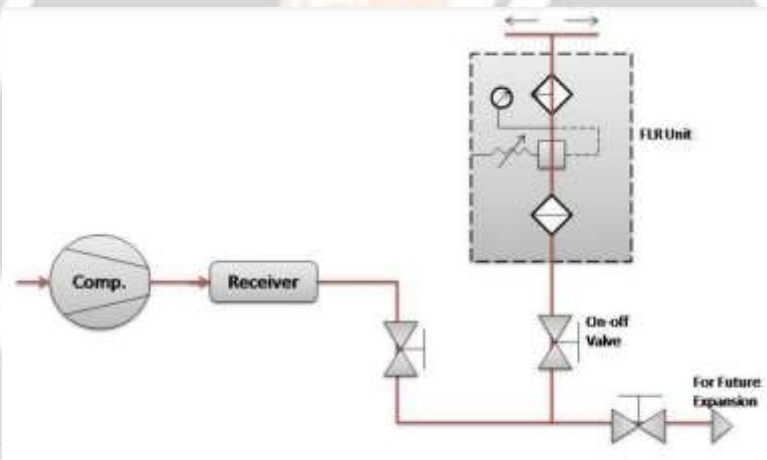 FLR Unit
Comp.
Receiver
On-off
Valve
For Future
Expansion